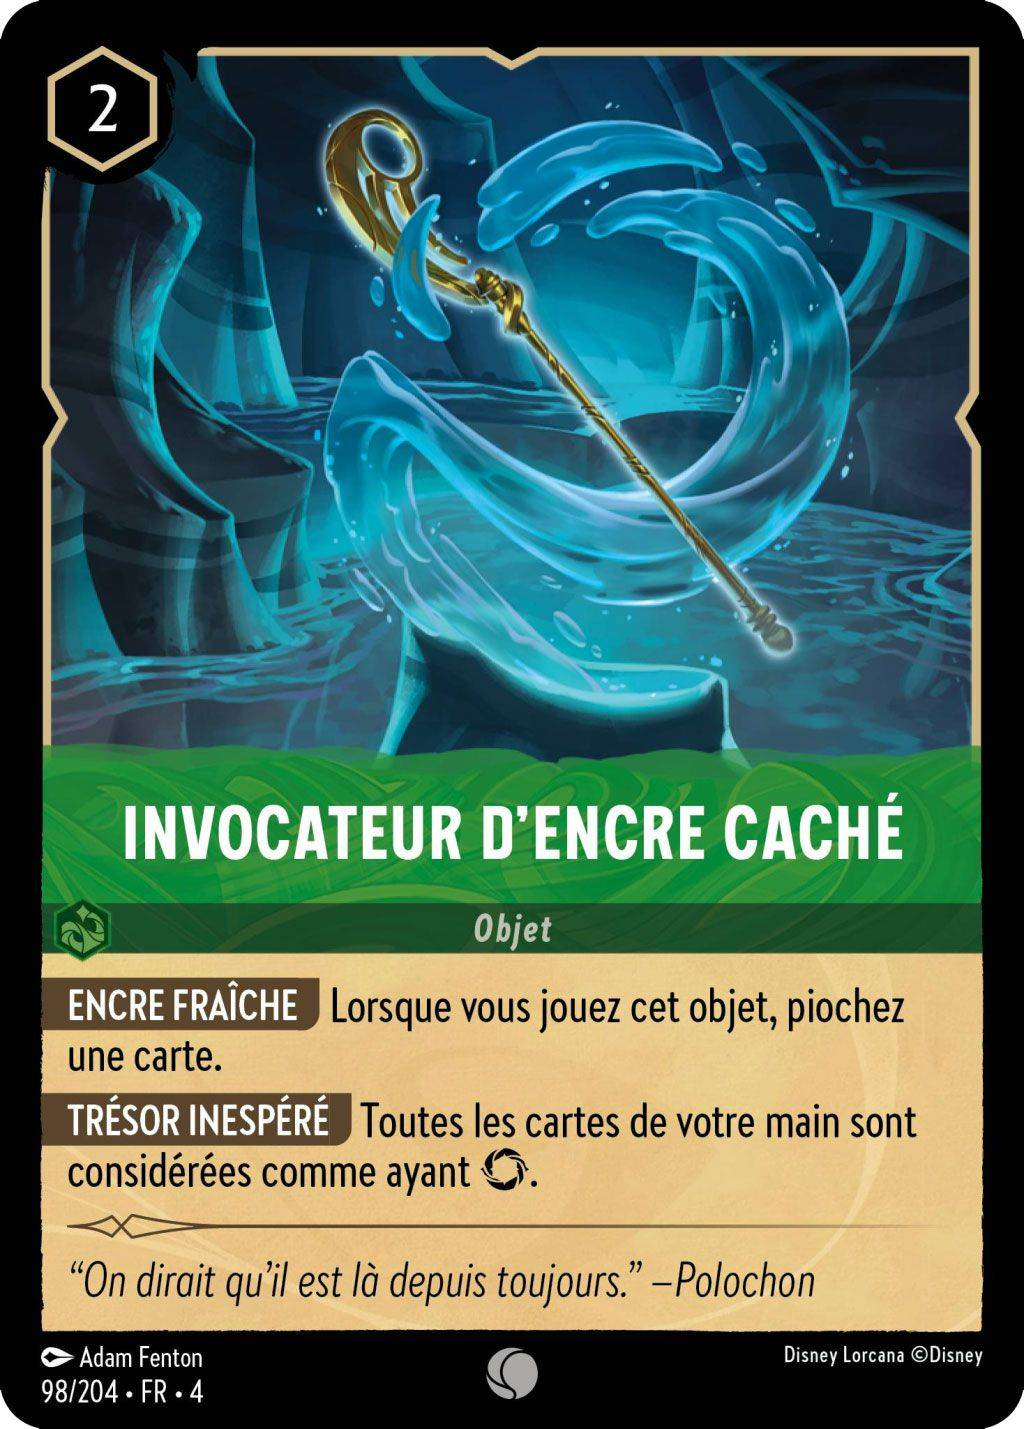 2
INVOCATEUR D’ENCRE CACHÉ
Objet
ENCRE FRAÎCHE Lorsque vous jouez cet objet, piochez
une carte.
TRÉSOR INESPÉRÉ Toutes les cartes de votre main sont
considérées comme ayant .
“On dirait qu’il est là depuis toujours.” –Polochon
Adam Fenton
Disney Lorcana ©Disney
98/204 • FR • 4